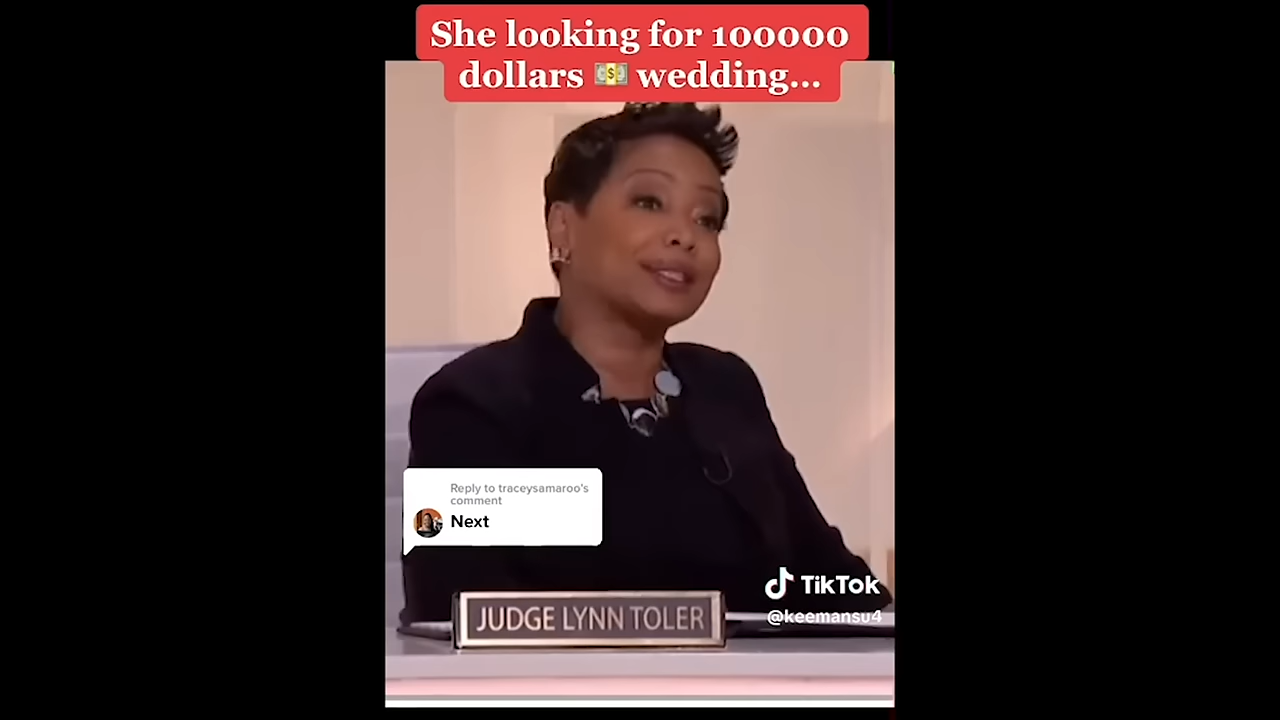 She looking for 100000
dollars 💵 wedding...
Reply to traceysamaroo's
comment
Next
JUDGE LYNN TOLER
TikTok
@keemansu4